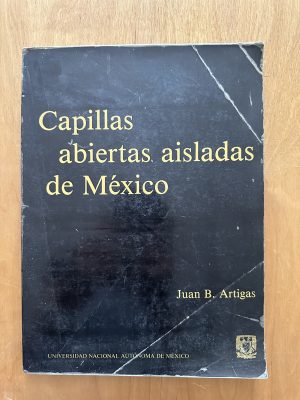 Capillas
abiertas aisladas
de México
Juan B. Artigas
UNIVERSIDAD NACIONAL AUTÓNOMA DE MÉXICO